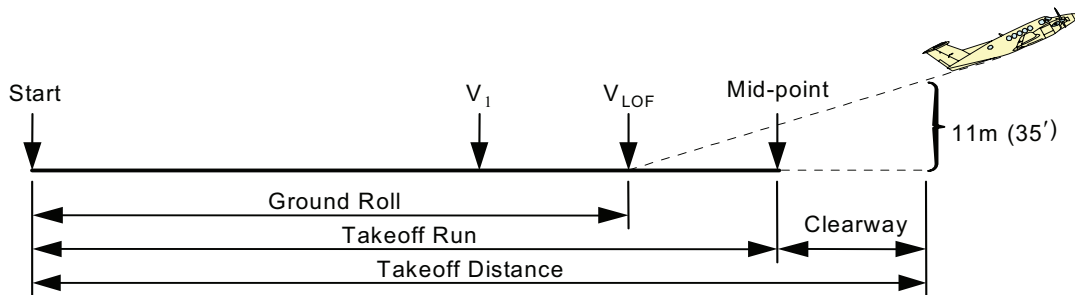 Start
V1
VLOF
Mid-point
11m (35′)
Ground Roll
Clearway
Takeoff Run
Takeoff Distance